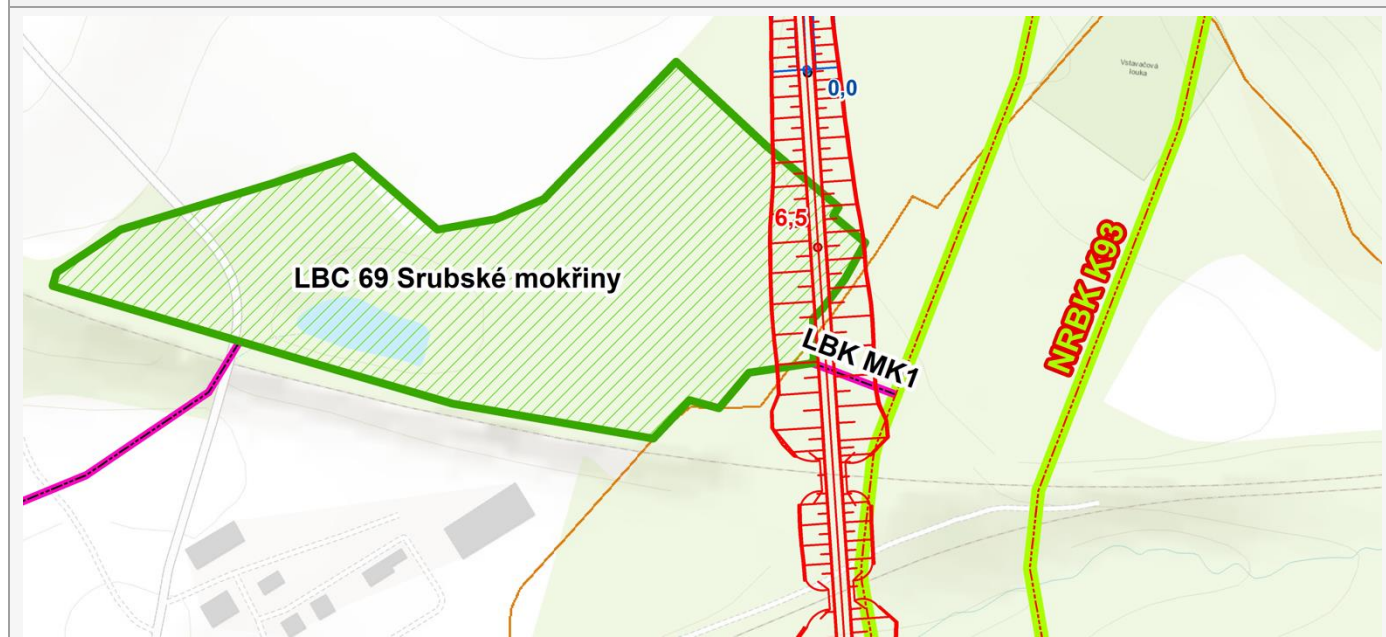 Vstavačová
louka
0,0
6,5
LBC 69 Srubské mokřiny
LBK MK1
NRBK K93